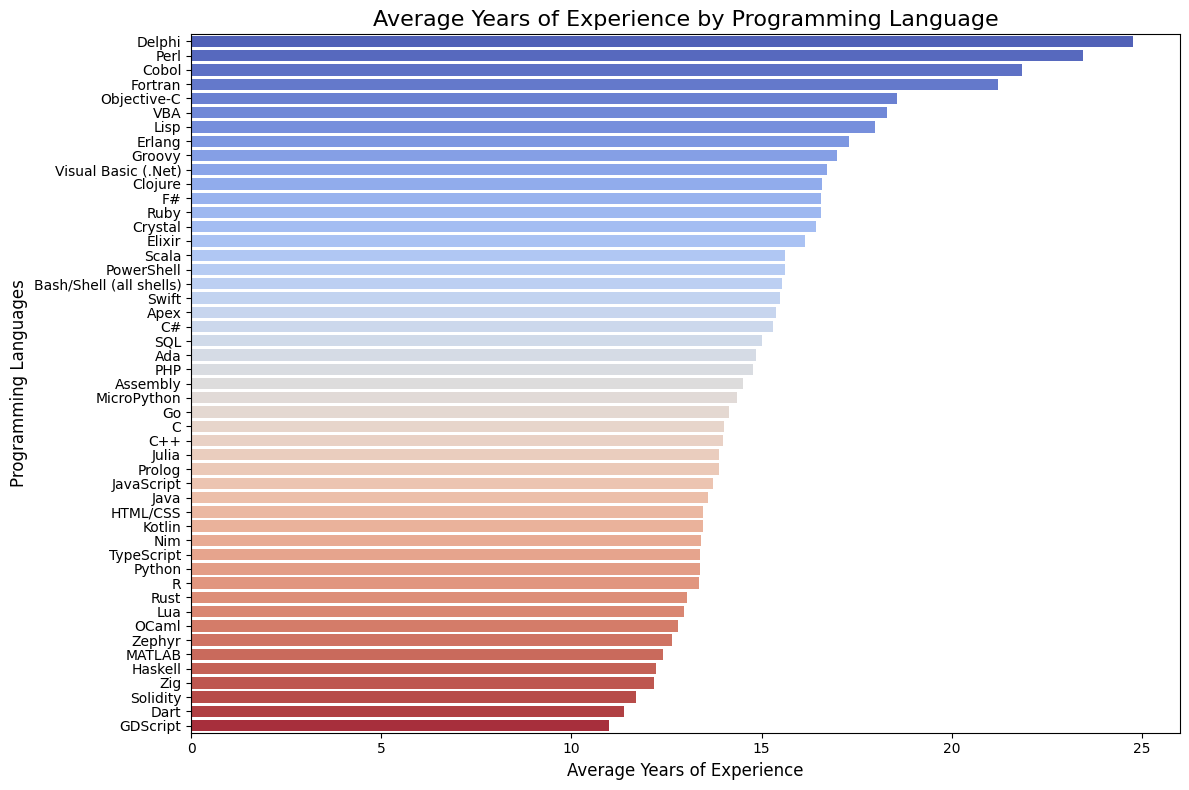 Average Years of Experience by Programming Language
Programming Languages
Delphi
Perl
Cobol
Fortran
Objective-C
VBA
Lisp
Erlang
Groovy
Visual Basic (.Net)
Clojure
F#
Ruby
Crystal
Elixir
Scala
PowerShell
Bash/Shell (all shells)
Swift
Apex
C#
SQL
Ada
PHP
Assembly
MicroPython
Go
C
C++
Julia
Prolog
JavaScript
Java
HTML/CSS
Kotlin
Nim
TypeScript
Python
R
Rust
Lua
OCaml
Zephyr
MATLAB
Haskell
Zig
Solidity
Dart
GDScript
0 5 10 15 20 25
Average Years of Experience